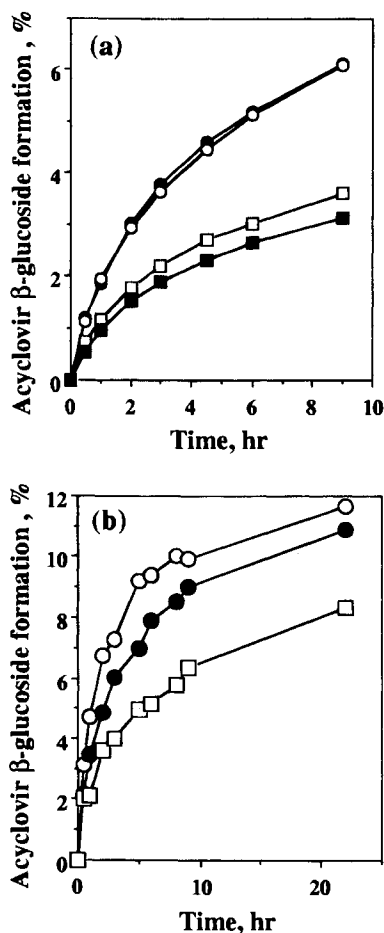 (a)
Acyclovir β-glucoside formation , %
6
4
2
0
0 2 4 6 8 10
Time, hr
(b)
Acyclovir β-glucoside formation , %
12
10
8
6
4
2
0
0 10 20
Time, hr